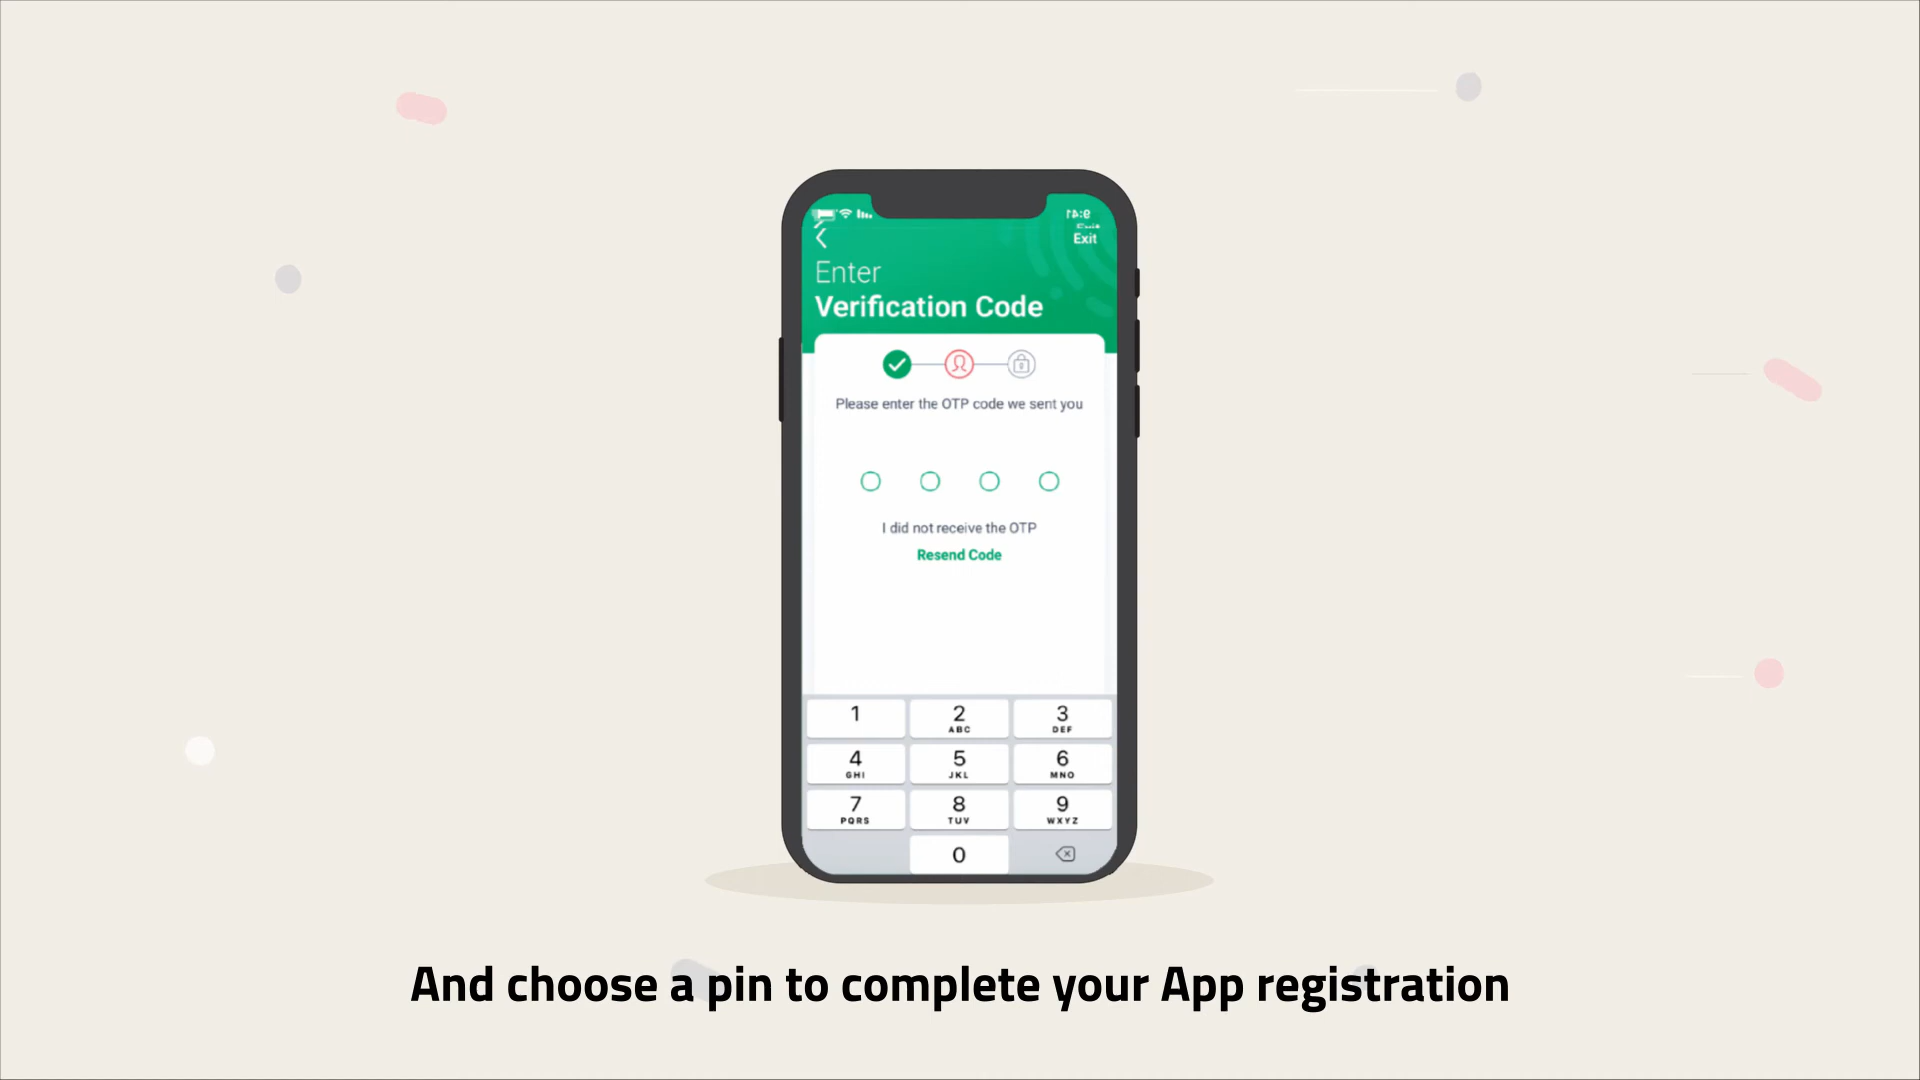 9:41
Exit
Enter
Verification Code
Please enter the OTP code we sent you
I did not receive the OTP
Resend Code
1 2 3
ABC DEF
4 5 6
GHI JKL MNO
7 8 9
PQRS TUV WXYZ
0
And choose a pin to complete your App registration